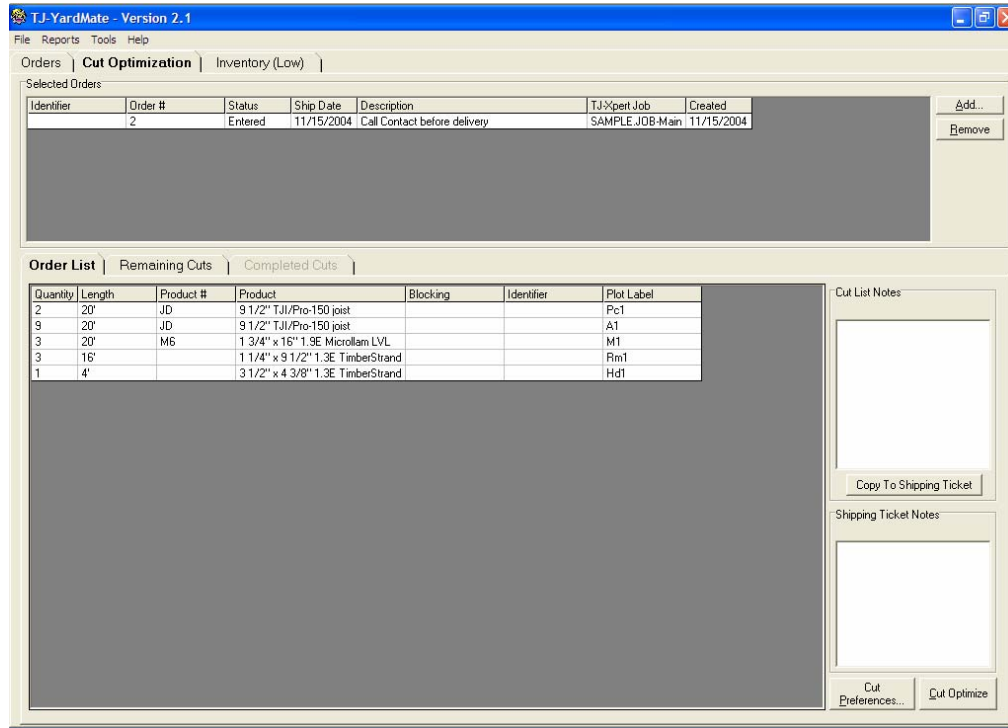 TJ-YardMate - Version 2.1
File Reports Tools Help
Orders Cut Optimization Inventory (Low)
Selected Orders
Identifier Order # Status Ship Date Description TJ-Xpert Job Created
2 Entered 11/15/2004 Call Contact before delivery SAMPLE.JOB-Main 11/15/2004
Add...
Remove
Order List Remaining Cuts Completed Cuts
Quantity Length Product # Product Blocking Identifier Plot Label
2 20' JD 9 1/2" TJI/Pro-150 joist Pc1
9 20' JD 9 1/2" TJI/Pro-150 joist A1
3 20' M6 1 3/4" x 16" 1.9E Microllam LVL M1
3 16' 1 1/4" x 9 1/2" 1.3E TimberStrand Rm1
1 4' 3 1/2" x 4 3/8" 1.3E TimberStrand Hd1
Cut List Notes
Copy To Shipping Ticket
Shipping Ticket Notes
Cut
Preferences...
Cut Optimize